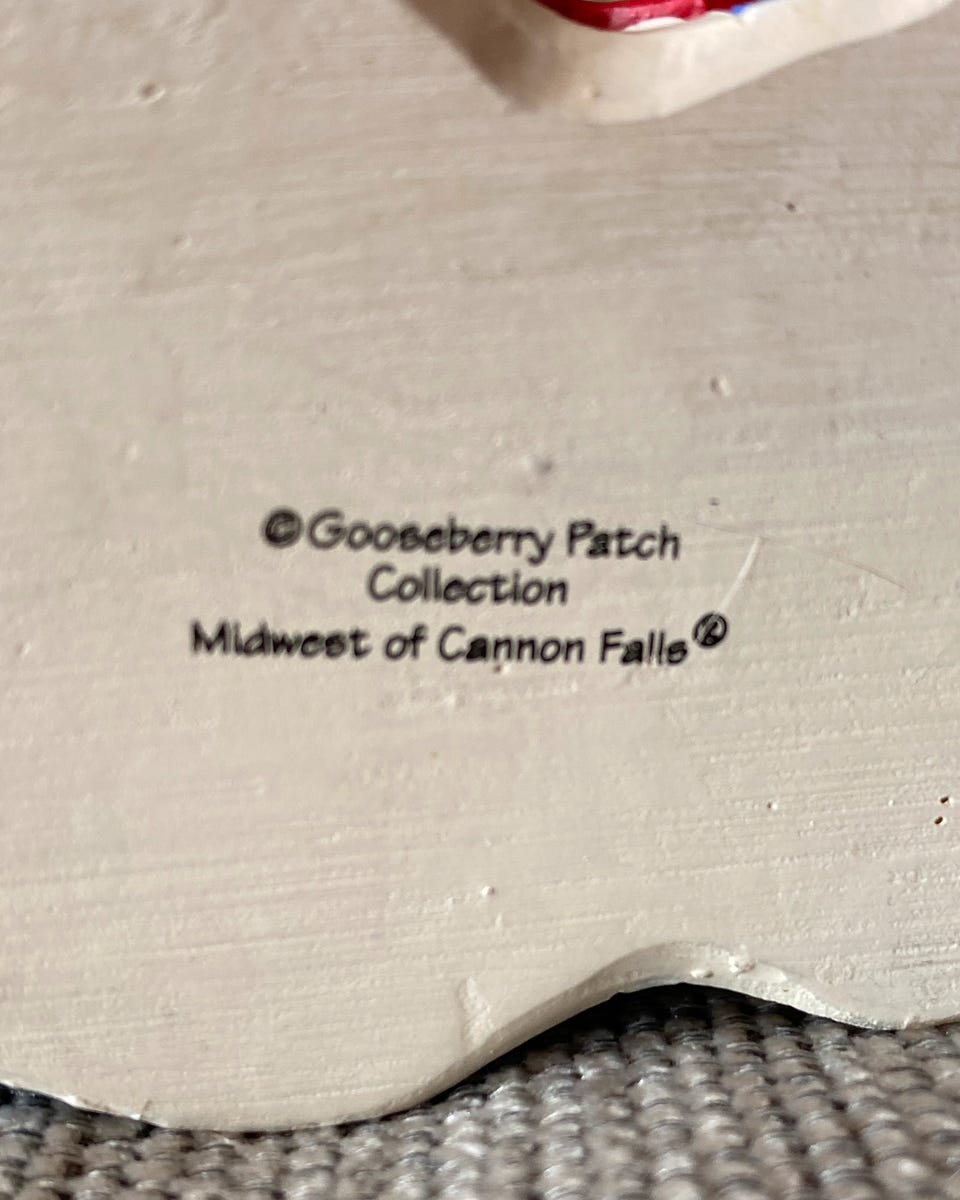 ©Gooseberry Patch
Collection
Midwest of Cannon Falls®